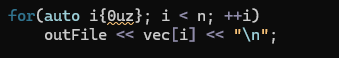 for(auto i{0uz}; i < n; ++i)
    outFile << vec[i] << "\n";